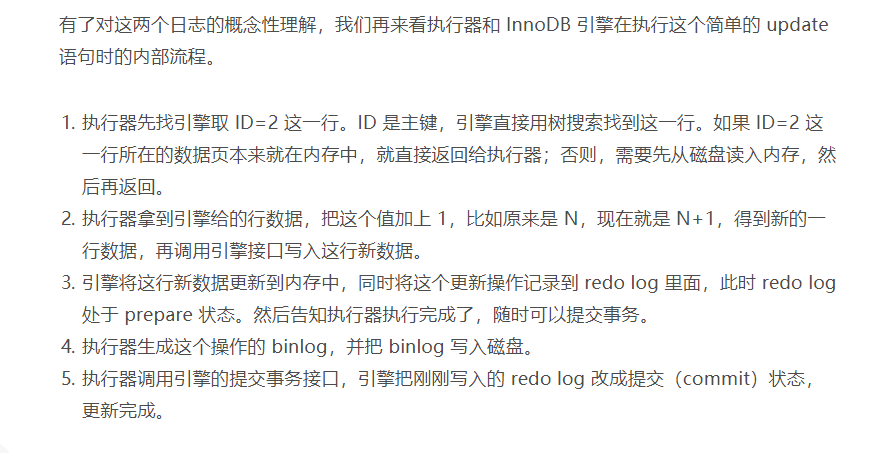 有了对这两个日志的概念性理解，我们再来看执行器和 InnoDB 引擎在执行这个简单的 update
语句时的内部流程。
1. 执行器先找引擎取 ID=2 这一行。ID 是主键，引擎直接用树搜索找到这一行。如果 ID=2 这
一行所在的数据页本来就在内存中，就直接返回给执行器；否则，需要先从磁盘读入内存，然
后再返回。
2. 执行器拿到引擎给的行数据，把这个值加上 1，比如原来是 N，现在就是 N+1，得到新的一
行数据，再调用引擎接口写入这行新数据。
3. 引擎将这行新数据更新到内存中，同时将这个更新操作记录到 redo log 里面，此时 redo log
处于 prepare 状态。然后告知执行器执行完成了，随时可以提交事务。
4. 执行器生成这个操作的 binlog，并把 binlog 写入磁盘。
5. 执行器调用引擎的提交事务接口，引擎把刚刚写入的 redo log 改成提交（commit）状态，
更新完成。